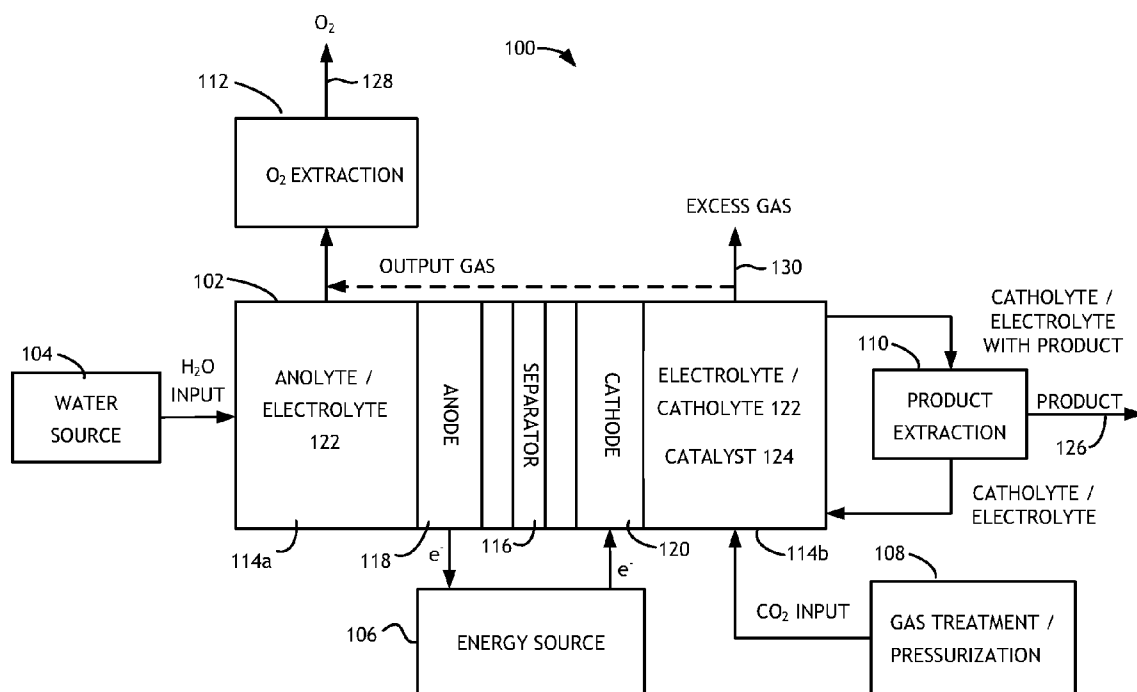 O₂
100
112
128
O₂ EXTRACTION
EXCESS GAS
130
OUTPUT GAS
102
CATHOLYTE /
ELECTROLYTE
WITH PRODUCT
104
H₂O
INPUT
WATER
SOURCE
ANOLYTE /
ELECTROLYTE
122
ANODE
SEPARATOR
CATHODE
ELECTROLYTE /
CATHOLYTE 122
CATALYST 124
110
PRODUCT
EXTRACTION
PRODUCT
126
CATHOLYTE /
ELECTROLYTE
114a
118
e⁻
116
e⁻
120
114b
108
106
ENERGY SOURCE
CO₂ INPUT
GAS TREATMENT /
PRESSURIZATION